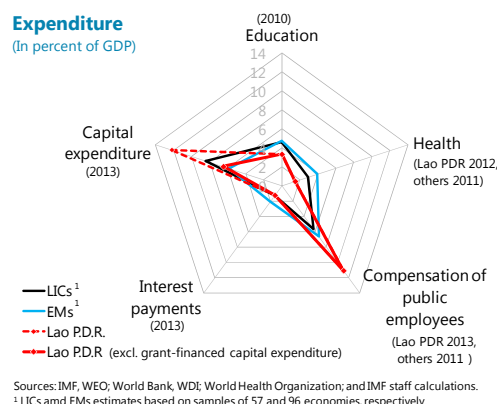 Expenditure
(In percent of GDP)
(2010)
Education
14
12
10
8
6
4
2
Capital
expenditure
(2013)
Health
(Lao PDR 2012,
others 2011)
Interest
payments
(2013)
Compensation of
public
employees
(Lao PDR 2013,
others 2011 )
LICs 1
EMs 1
Lao P.D.R.
Lao P.D.R (excl. grant-financed capital expenditure)
Sources: IMF, WEO; World Bank, WDI; World Health Organization; and IMF staff calculations.
1 LICs amd EMs estimates based on samples of 57 and 96 economies, respectively